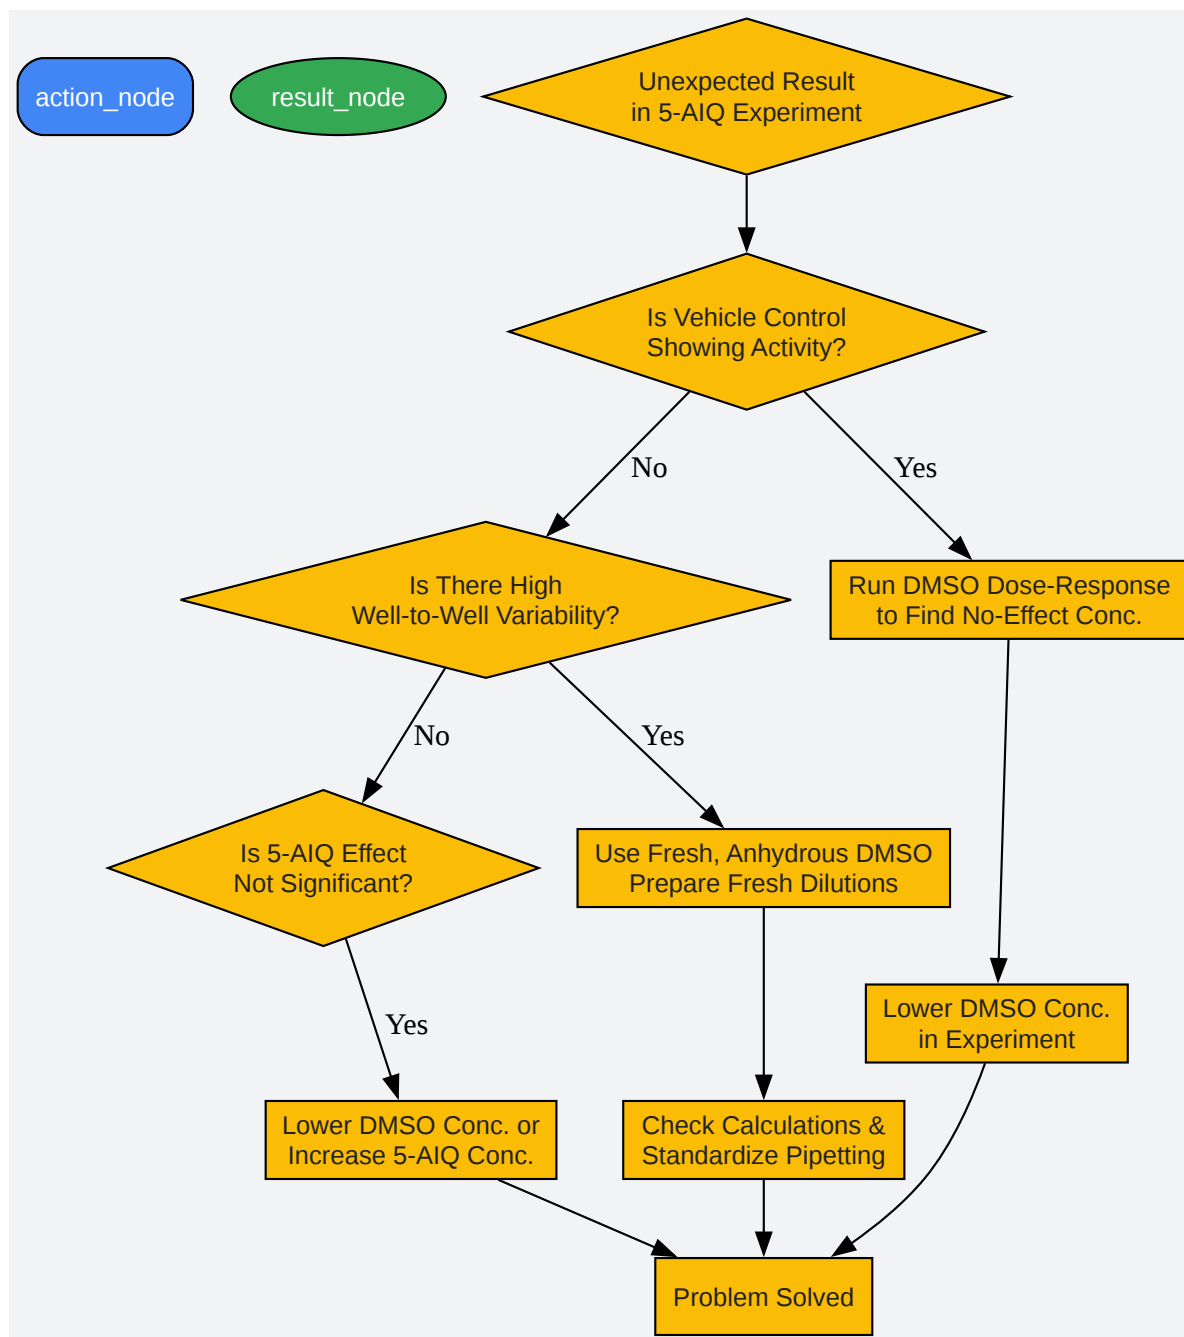 action_node
result_node
Unexpected Result
in 5-AIQ Experiment
Is Vehicle Control
Showing Activity?
No
Yes
Is There High
Well-to-Well Variability?
Run DMSO Dose-Response
to Find No-Effect Conc.
No
Yes
Is 5-AIQ Effect
Not Significant?
Use Fresh, Anhydrous DMSO
Prepare Fresh Dilutions
Lower DMSO Conc.
in Experiment
Yes
Lower DMSO Conc. or
Increase 5-AIQ Conc.
Check Calculations &
Standardize Pipetting
Problem Solved